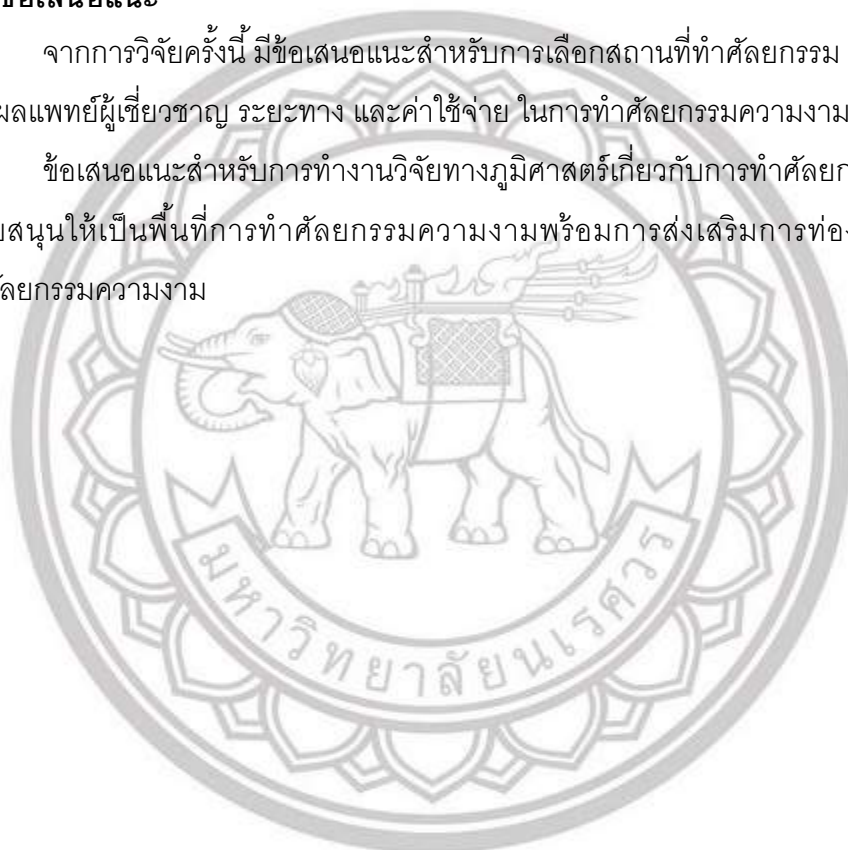 ข้อเสนอแนะ
จากการวิจัยครั้งนี้ มีข้อเสนอแนะสำหรับการเลือกสถานที่ทำศัลยกรรม
ผลแพทย์ผู้เชี่ยวชาญ ระยะทาง และค่าใช้จ่าย ในการทำศัลยกรรมความงาม
ข้อเสนอแนะสำหรับการทำงานวิจัยทางภูมิศาสตร์เกี่ยวกับการทำศัลยก
บสนุนให้เป็นพื้นที่การทำศัลยกรรมความงามพร้อมการส่งเสริมการท่อง
ัลยกรรมความงาม
มหาวิทยาลัยนเรศวร